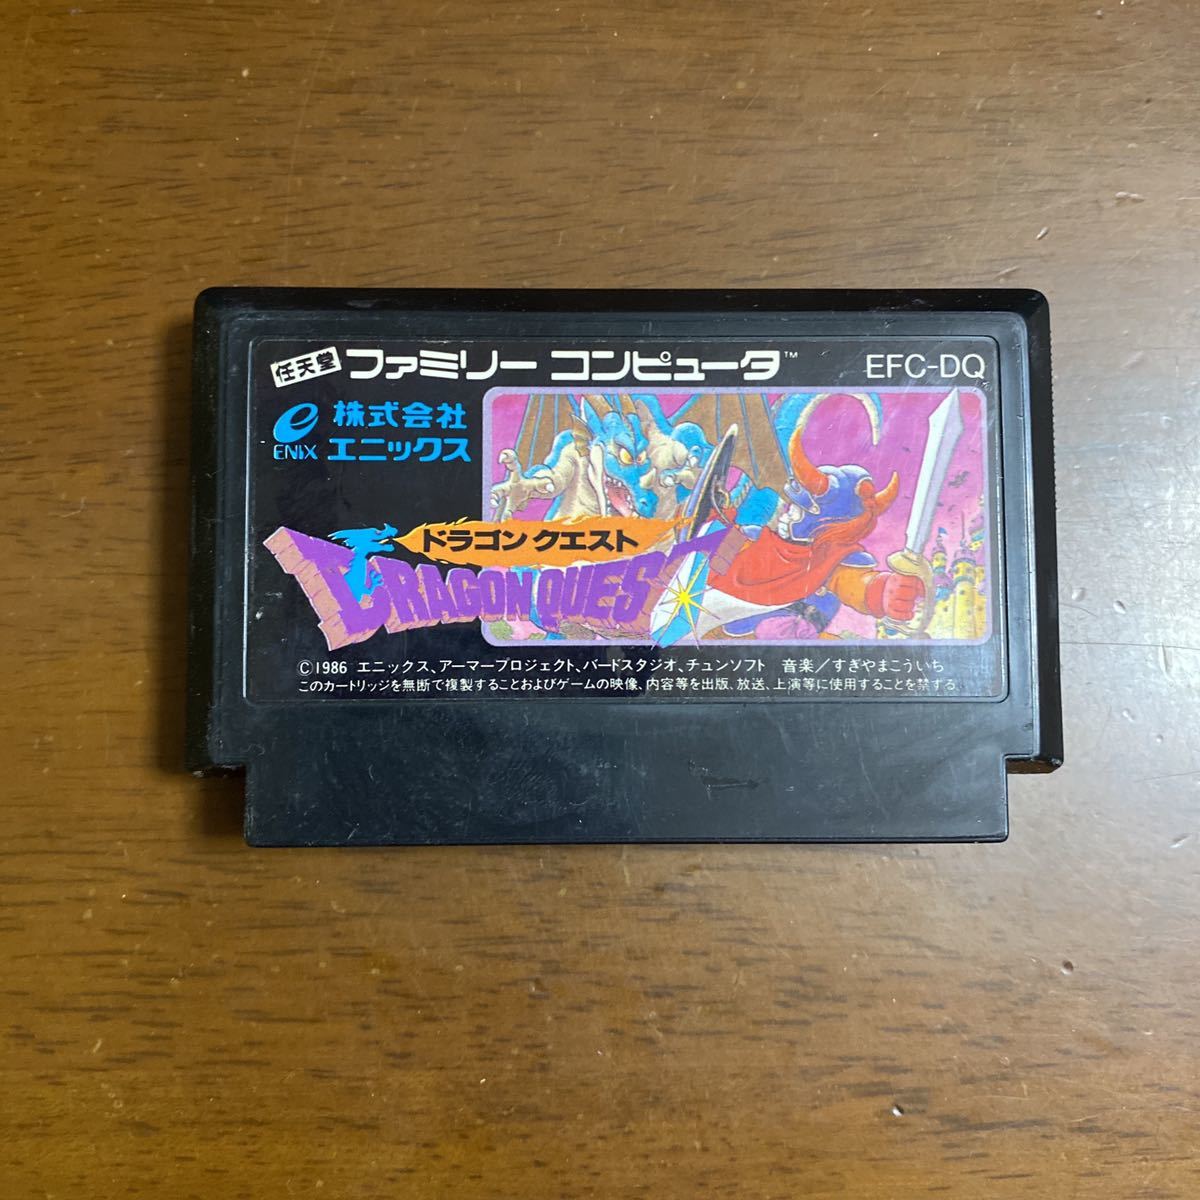 任天堂 ファミリー コンピュータ™ EFC-DQ
e 株式会社
ENIX エニックス
ドラゴンクエスト
DRAGON QUEST
©1986 エニックス、アーマープロジェクト、バードスタジオ、チュンソフト 音楽/すぎやまこういち
このカートリッジを無断で複製することおよびゲームの映像、内容等を出版、放送、上演等に使用することを禁する。